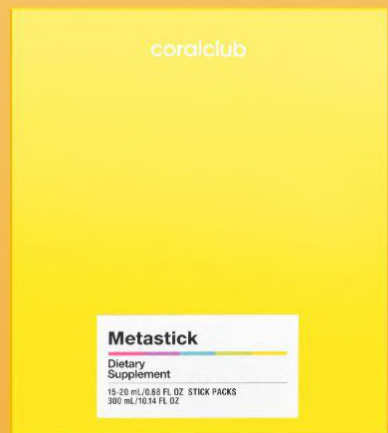 coralclub
Metastick
Dietary
Supplement
15-20 mL/0.68 FL OZ STICK PACKS
300 mL/10.14 FL OZ